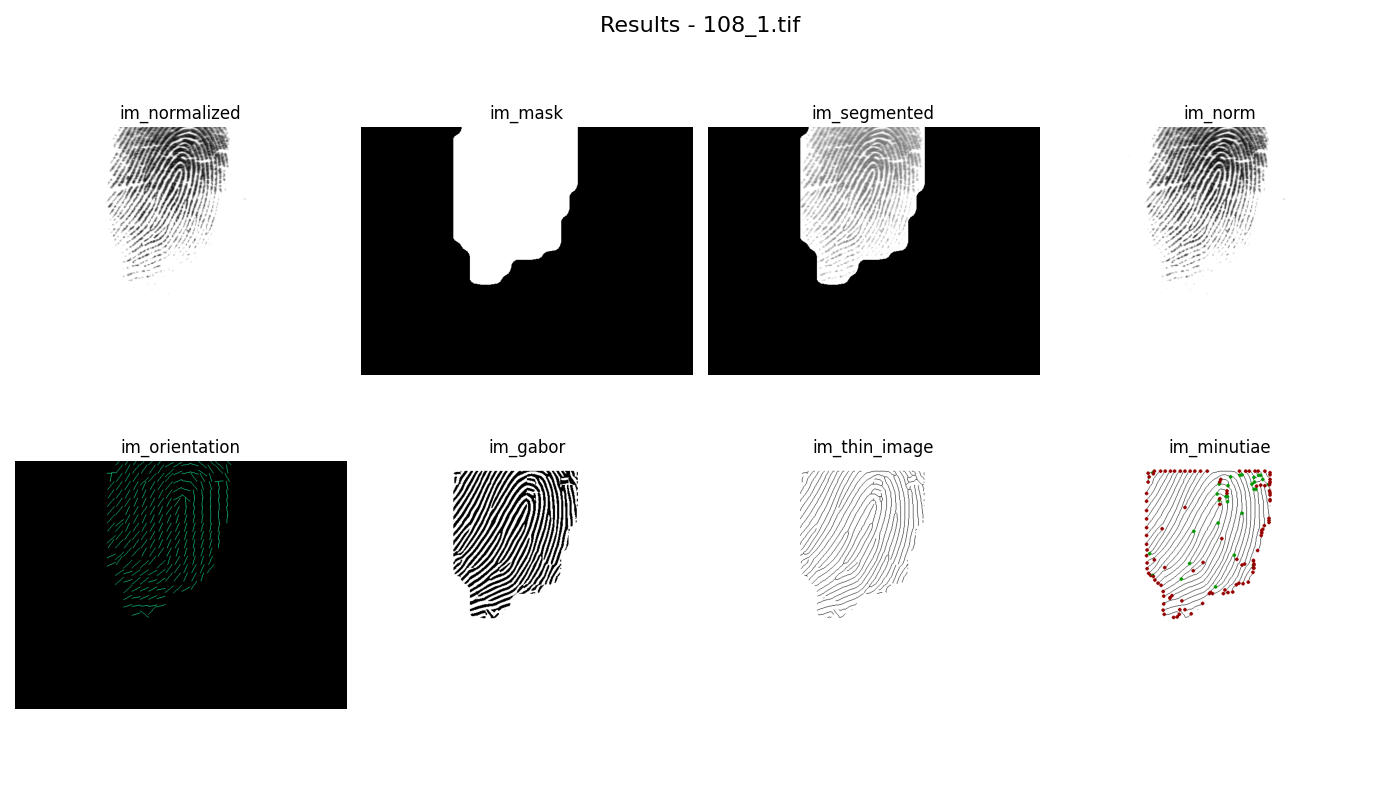 Results - 108_1.tif
im_normalized
im_mask
im_segmented
im_norm
im_orientation
im_gabor
im_thin_image
im_minutiae